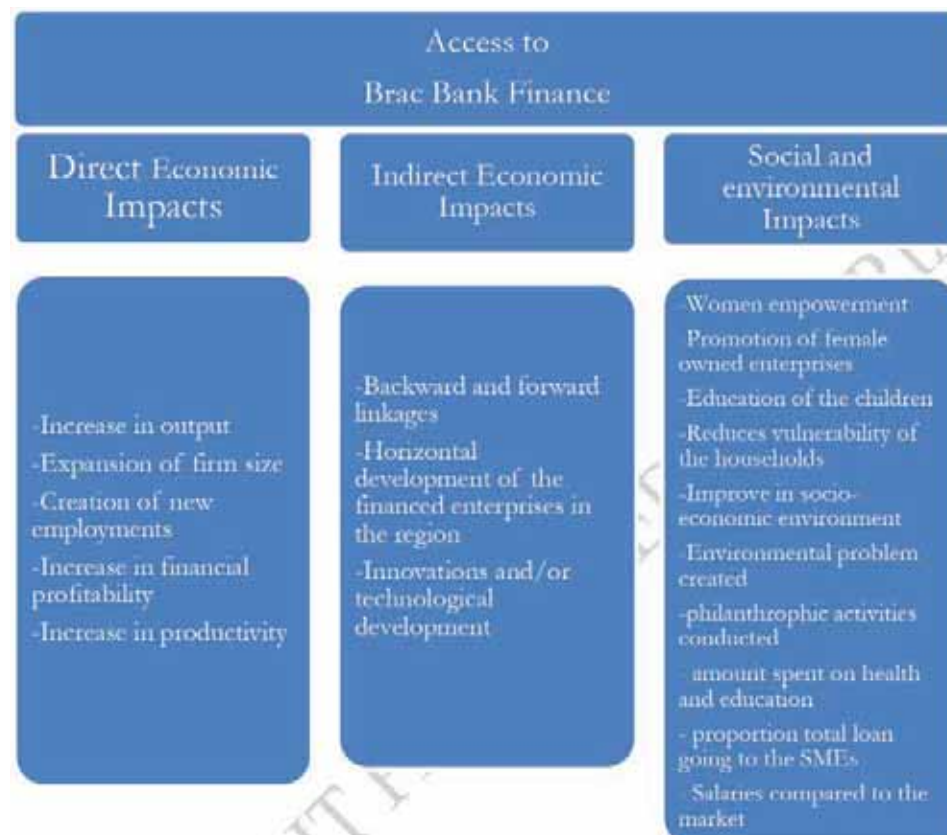 Access to
Brac Bank Finance
Direct Economic
Impacts
Indirect Economic
Impacts
Social and
environmental
Impacts
-Increase in output
-Expansion of firm size
-Creation of new
employments
-Increase in financial
profitability
-Increase in productivity
-Backward and forward
linkages
-Horizontal
development of the
financed enterprises in
the region
-Innovations and/or
technological
development
-Women empowerment
-Promotion of female
owned enterprises
-Education of the children
-Reduces vulnerability of
the households
-Improve in socio-
economic environment
-Environmental problem
created
-philanthrophic activities
conducted
- amount spent on health
and education
- proportion total loan
going to the SMEs
-Salaries compared to the
market